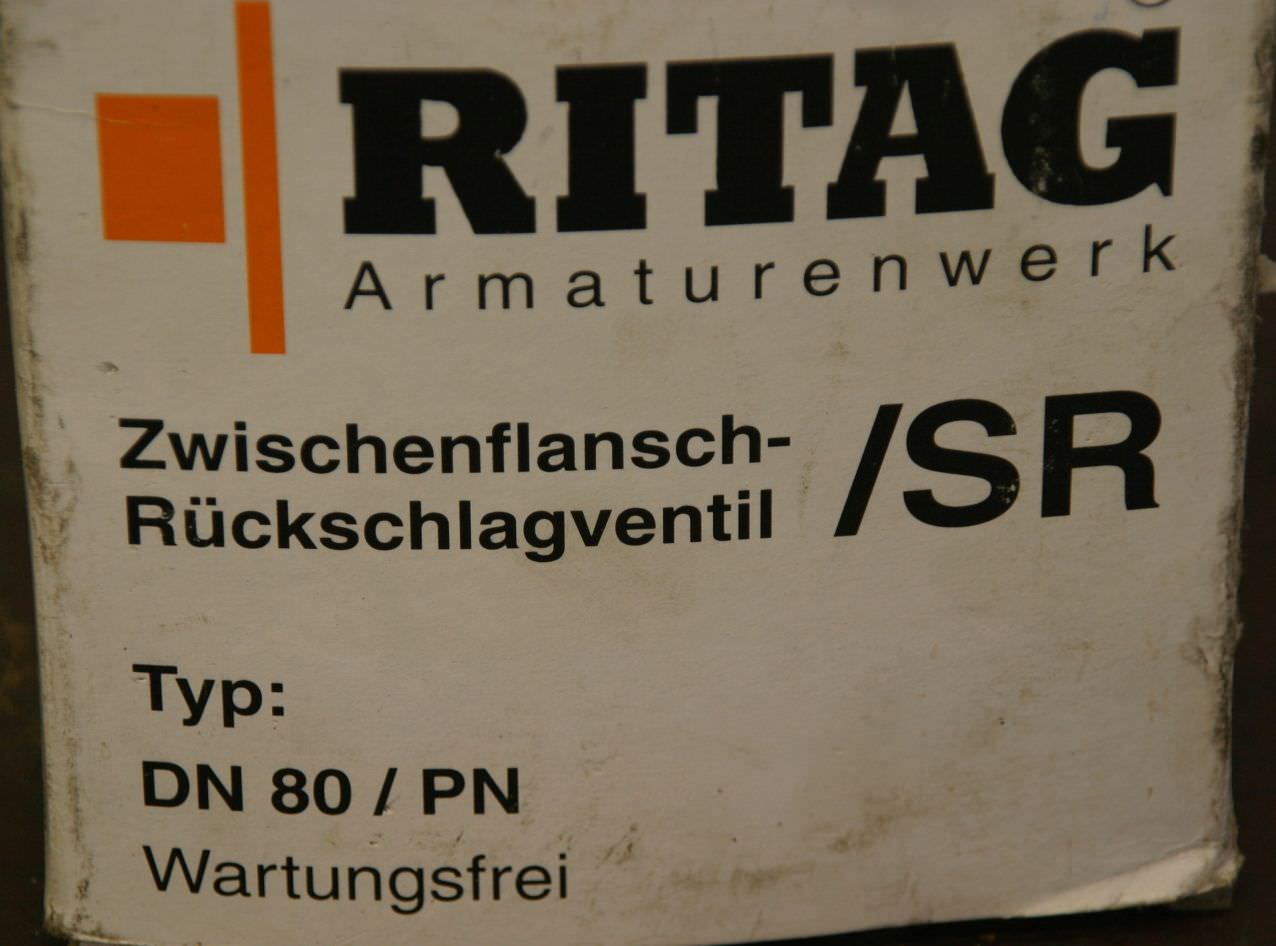 RITAG
Armaturenwerk
Zwischenflansch-
Rückschlagventil /SR
Typ:
DN 80 / PN
Wartungsfrei